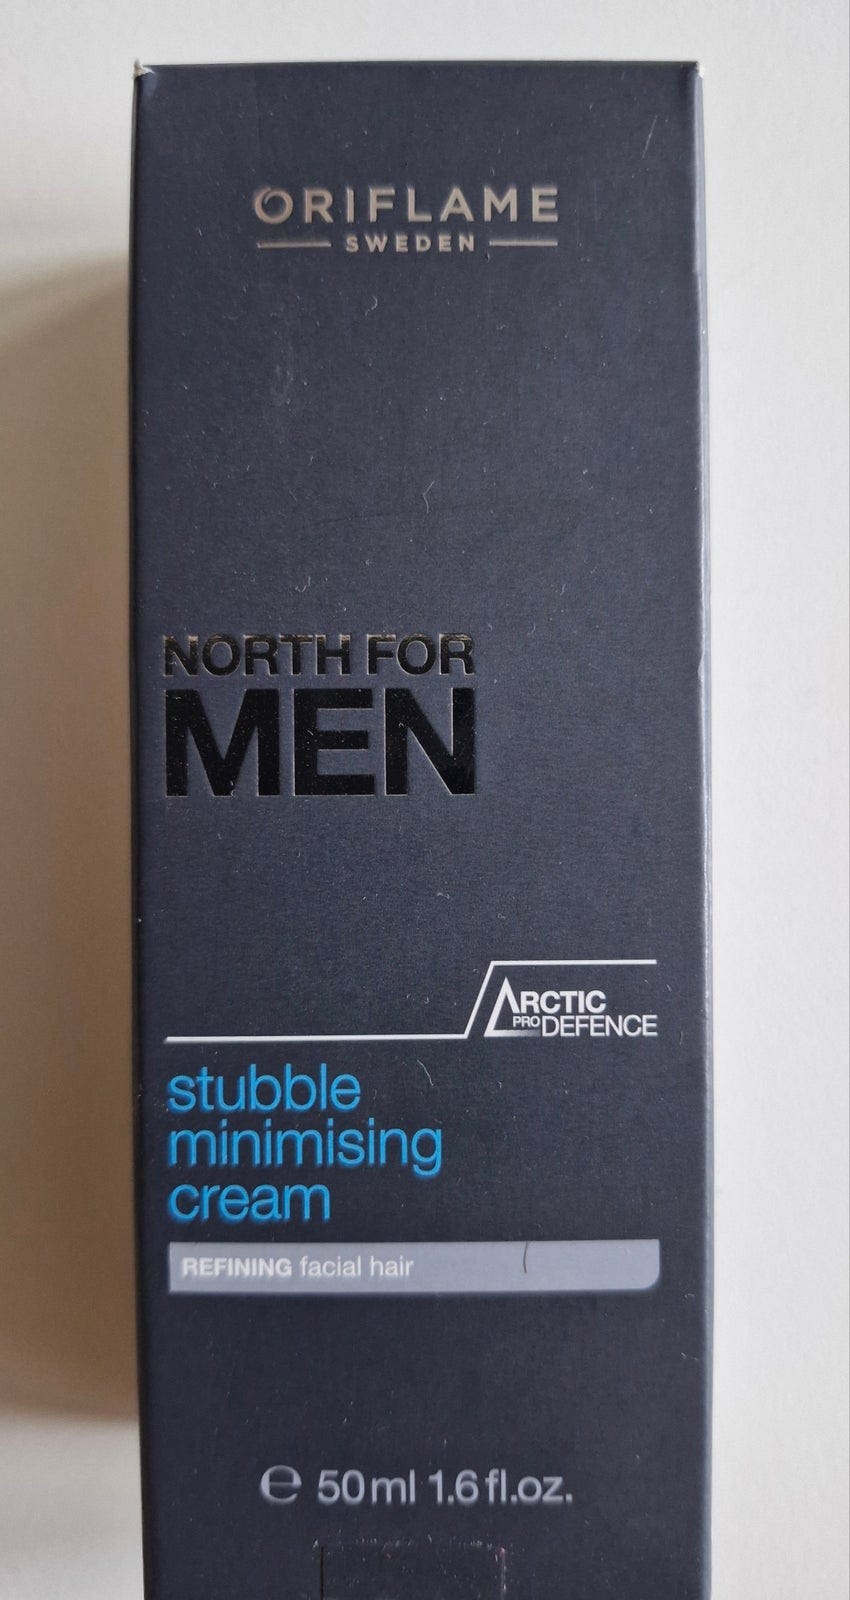 ORIFLAME
SWEDEN
NORTH FOR
MEN
ARCTIC
PRO DEFENCE
stubble
minimising
cream
REFINING facial hair
℮ 50ml 1.6 fl.oz.